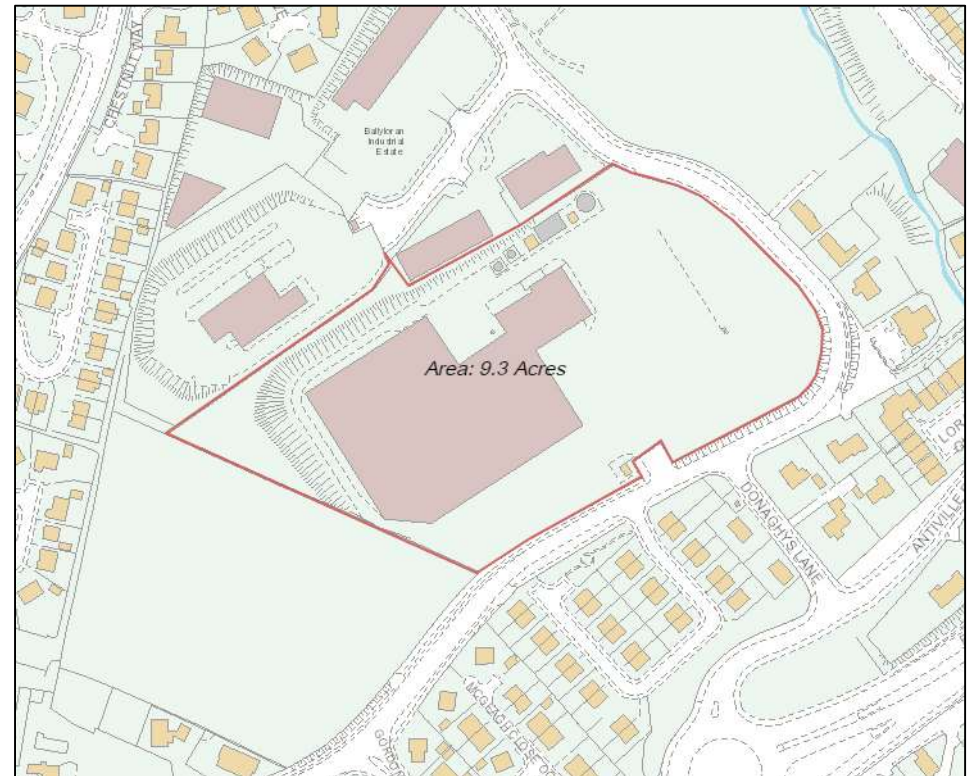 CHESTNUT WAY
Ballyloran
Industrial
Estate
Area: 9.3 Acres
DONAGHYS LANE
ANTIVILLE